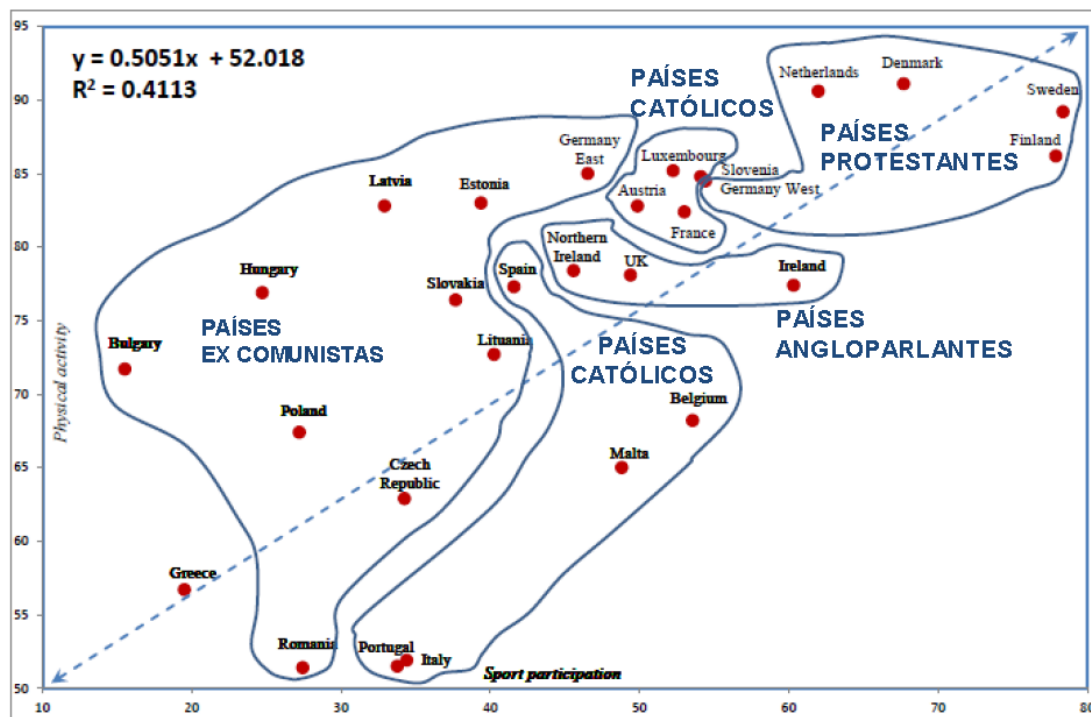 95
y = 0.5051x + 52.018
R² = 0.4113
90
85
80
75
70
65
60
55
50
10
20
30
40
50
60
70
80
Physical activity
Sport participation
PAÍSES
CATÓLICOS
PAÍSES
PROTESTANTES
PAÍSES
EX COMUNISTAS
PAÍSES
CATÓLICOS
PAÍSES
ANGLOPARLANTES
Netherlands
Denmark
Sweden
Finland
Germany
East
Luxembourg
Slovenia
Germany West
Austria
France
Latvia
Estonia
Northern
Ireland
UK
Ireland
Hungary
Slovakia
Spain
Bulgary
Lituania
Poland
Belgium
Malta
Czech
Republic
Greece
Romania
Portugal
Italy